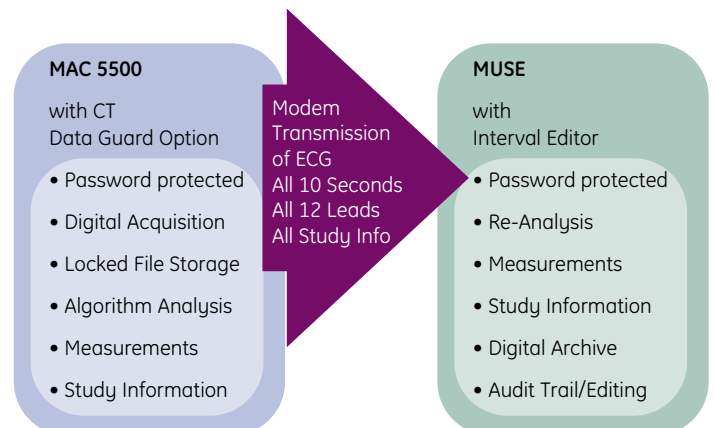 MAC 5500
with CT
Data Guard Option
• Password protected
• Digital Acquisition
• Locked File Storage
• Algorithm Analysis
• Measurements
• Study Information
Modem
Transmission
of ECG
All 10 Seconds
All 12 Leads
All Study Info
MUSE
with
Interval Editor
• Password protected
• Re-Analysis
• Measurements
• Study Information
• Digital Archive
• Audit Trail/Editing